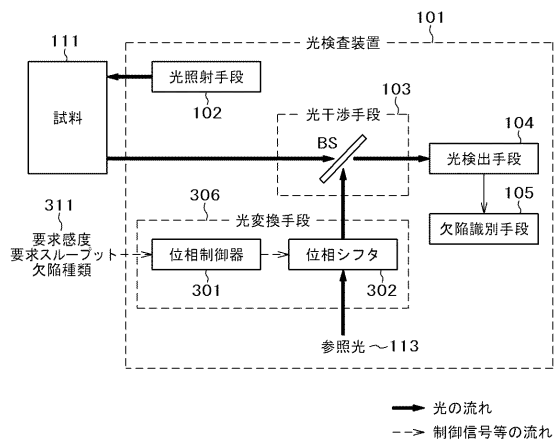 101
光検査装置
111
光照射手段
102
試料
103
光干渉手段
BS
104
光検出手段
105
欠陥識別手段
311
要求感度
要求スループット
欠陥種類
306
光変換手段
位相制御器
301
位相シフタ
302
参照光〜113
光の流れ
制御信号等の流れ